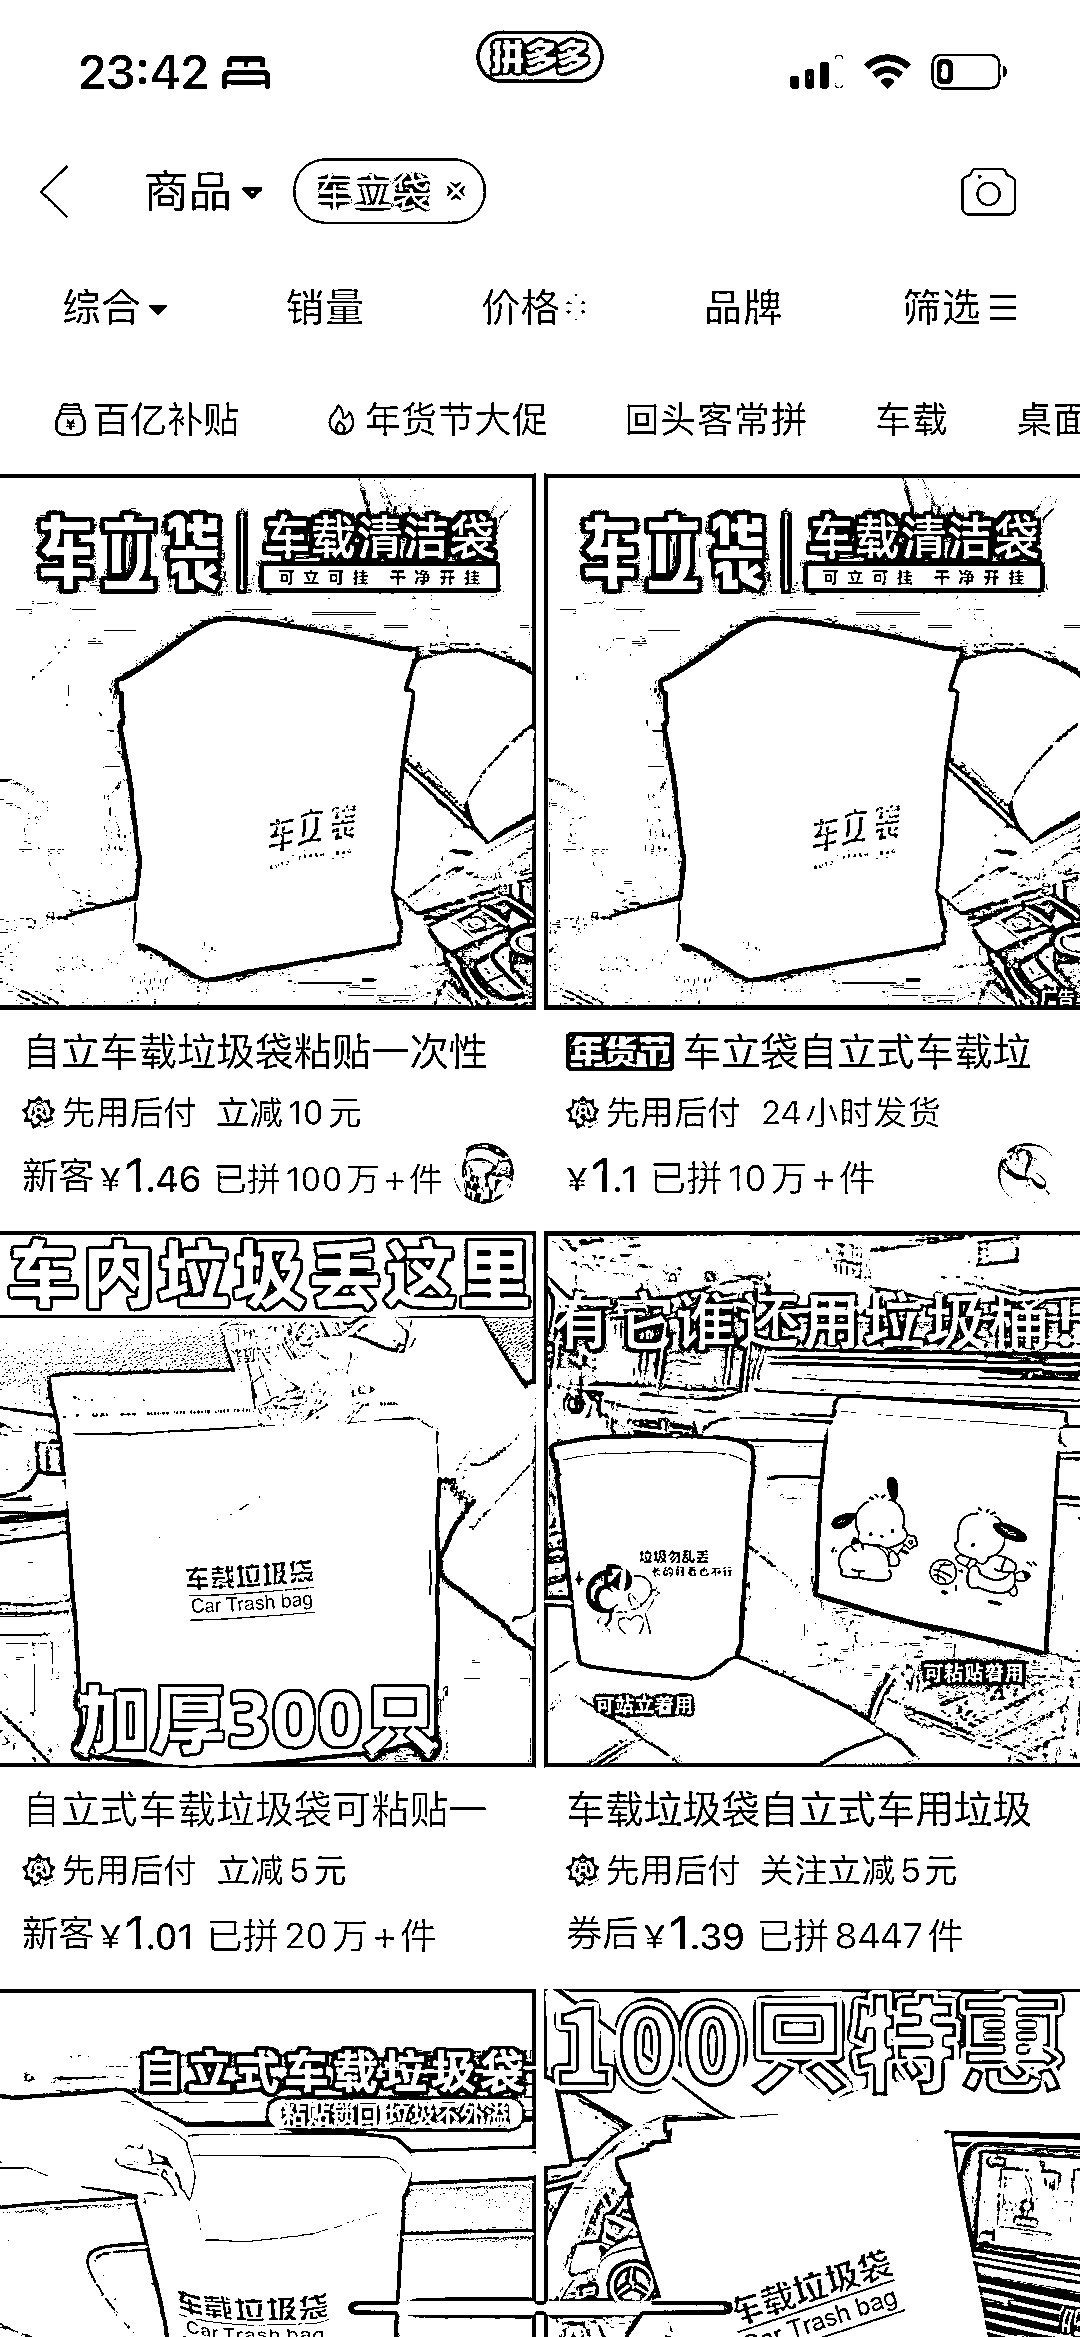 23:42
拼多多
商品
车立袋
综合 销量 价格 品牌 筛选
百亿补贴 年货节大促 回头客常拼 车载 桌面
车立袋 车载清洁袋
可立可挂 干净开挂
车立袋
AUTO TRASH BAG
车立袋 车载清洁袋
可立可挂 干净开挂
车立袋
广告
自立车载垃圾袋粘贴一次性
先用后付 立减10元
新客¥1.46 已拼100万+件
年货节 车立袋自立式车载垃
先用后付 24小时发货
¥1.1 已拼10万+件
车内垃圾丢这里
车载垃圾袋
Car Trash bag
加厚300只
有它谁还用垃圾桶!
垃圾勿乱丢
长的好看也不行
可站立着用
可粘贴着用
自立式车载垃圾袋可粘贴一
先用后付 立减5元
新客¥1.01 已拼20万+件
车载垃圾袋自立式车用垃圾
先用后付 关注立减5元
券后¥1.39 已拼8447件
自立式车载垃圾袋
粘贴锁口 垃圾不外溢
车载垃圾袋
Car Trash bag
100只特惠
车载垃圾袋
Car Trash bag